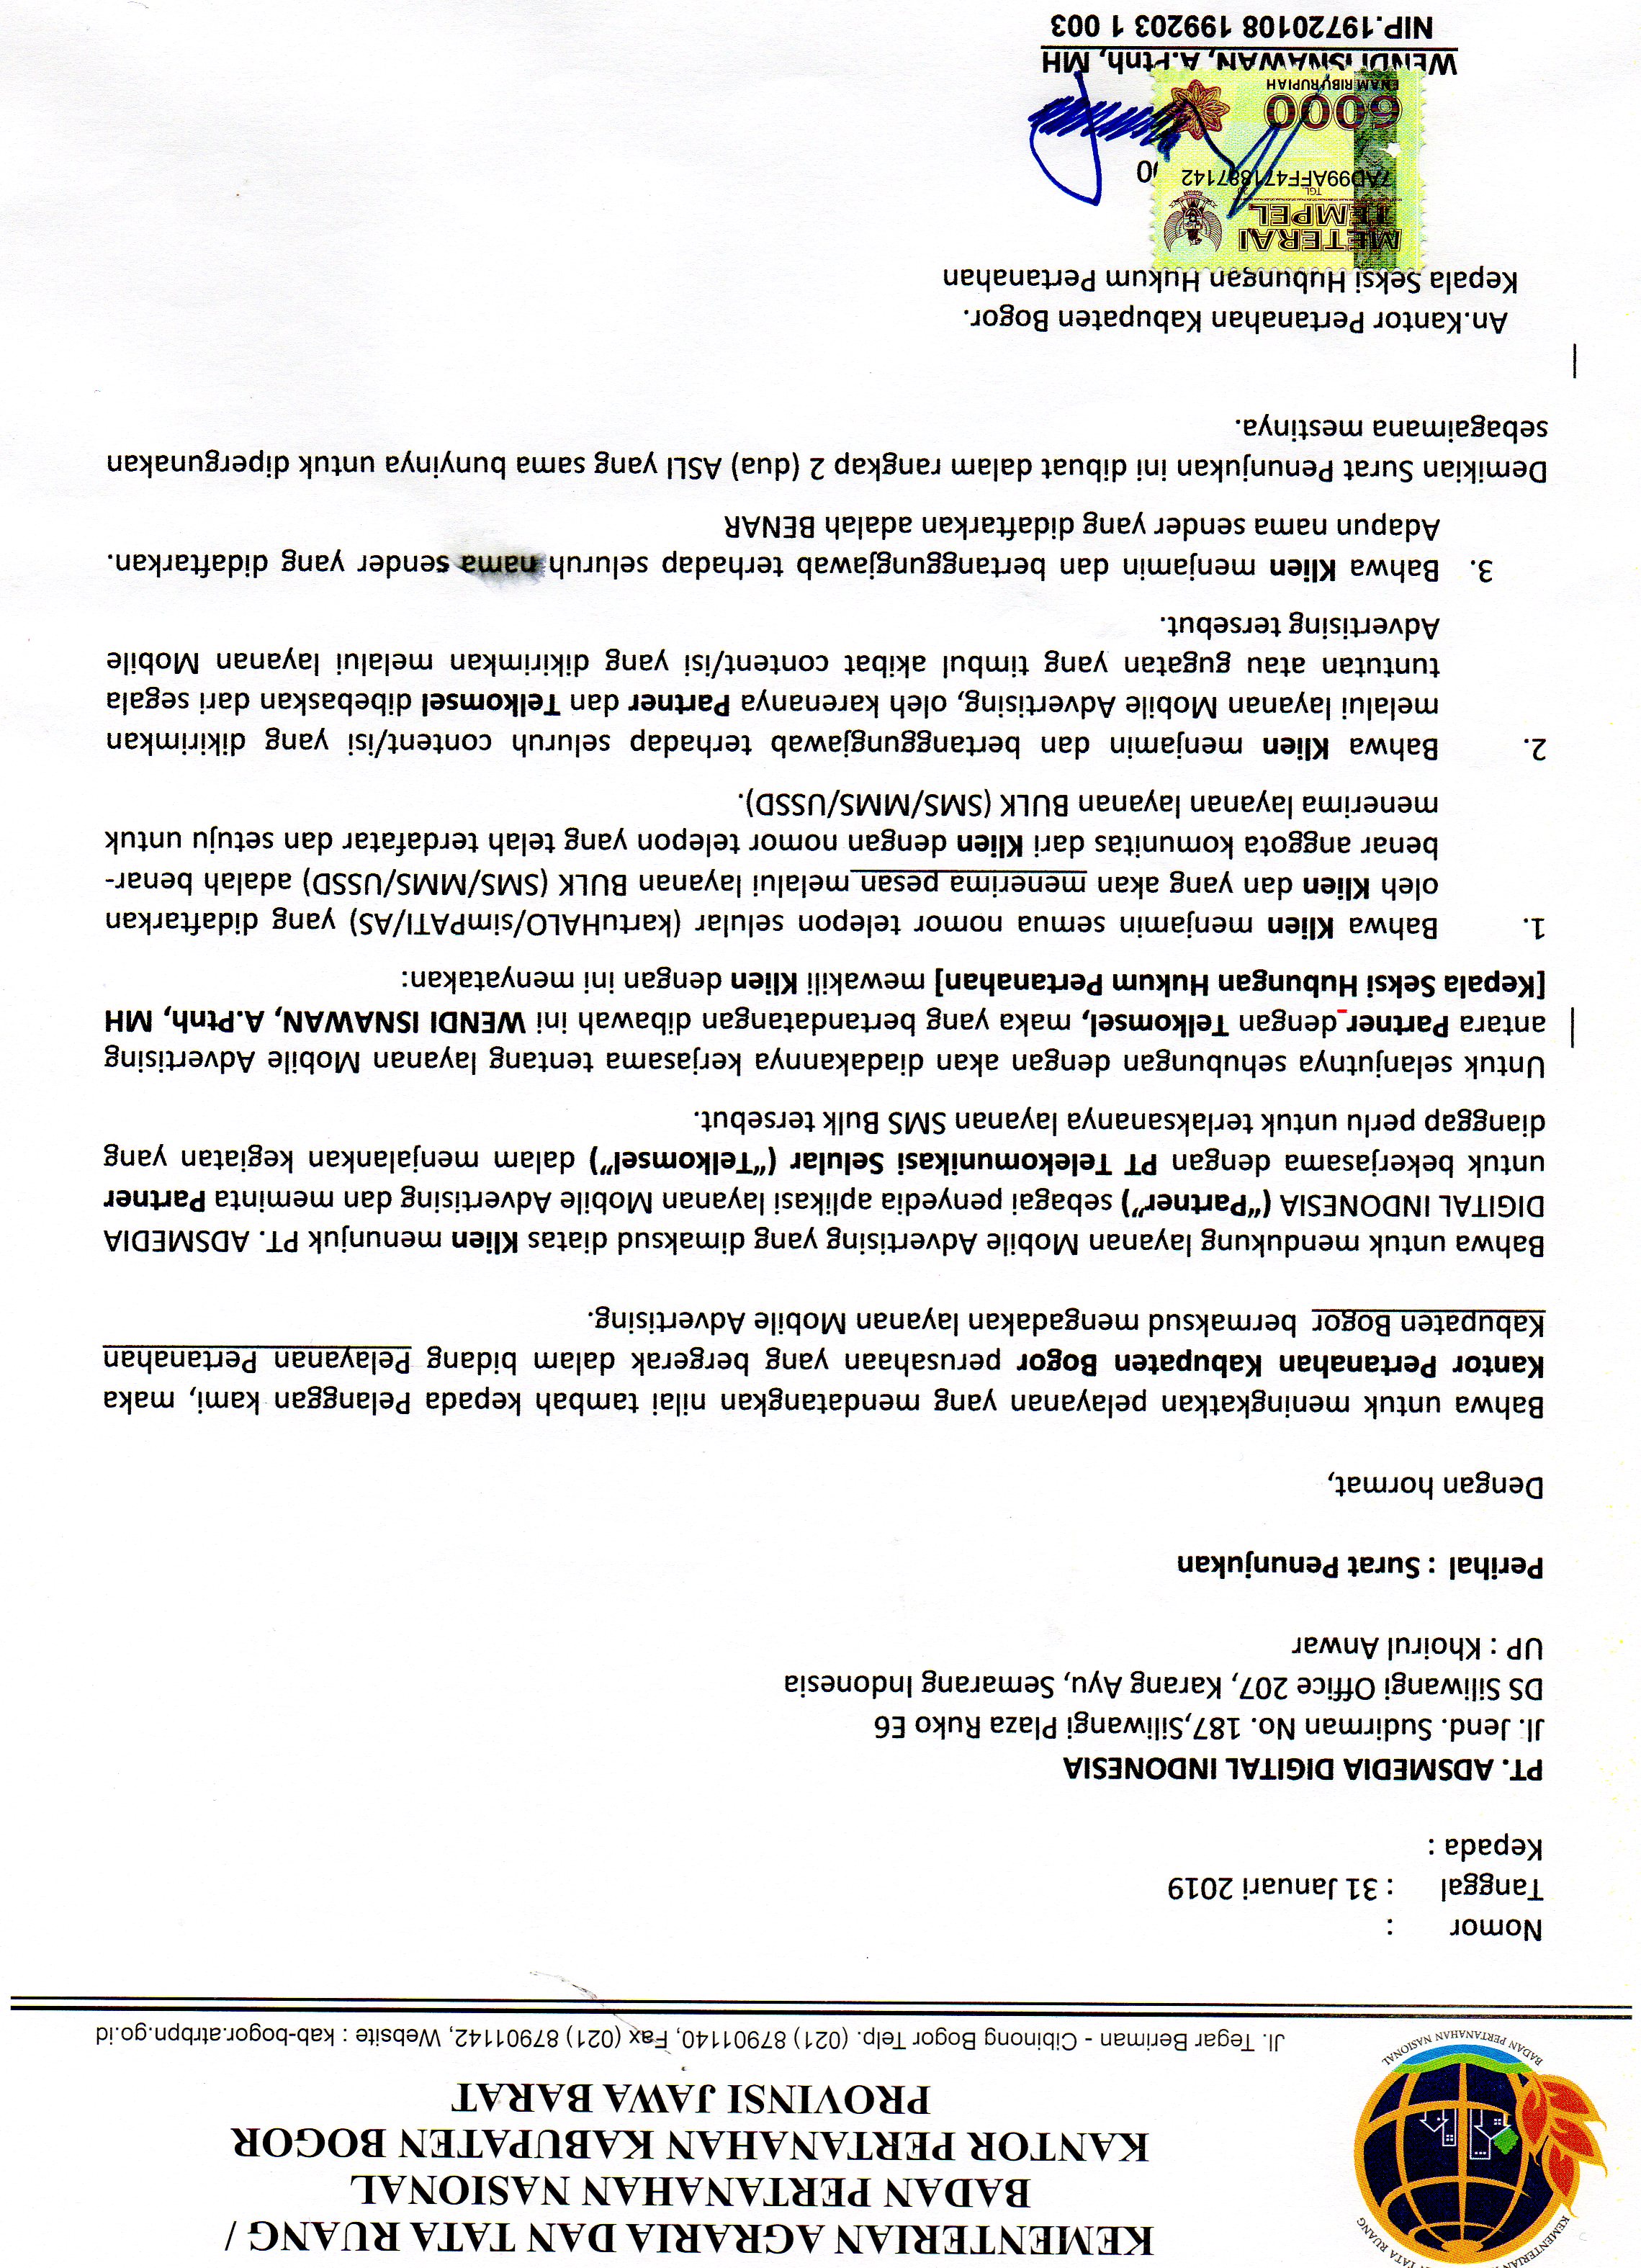 KEMENTERIAN AGRARIA DAN TATA RUANG /
BADAN PERTANAHAN NASIONAL
KANTOR PERTANAHAN KABUPATEN BOGOR
PROVINSI JAWA BARAT
Jl. Tegar Beriman - Cibinong Bogor Telp. (021) 87901140, Fax (021) 87901142, Website : kab-bogor.atrbpn.go.id
TATA RUANG
BADAN PERTANAHAN NASIONAL
Nomor :
Tanggal : 31 Januari 2019
Kepada :
PT. ADSMEDIA DIGITAL INDONESIA
Jl. Jend. Sudirman No. 187,Siliwangi Plaza Ruko E6
DS Siliwangi Office 207, Karang Ayu, Semarang Indonesia
UP : Khoirul Anwar
Perihal : Surat Penunjukan
Dengan hormat,
Bahwa untuk meningkatkan pelayanan yang mendatangkan nilai tambah kepada Pelanggan kami, maka
Kantor Pertanahan Kabupaten Bogor perusahaan yang bergerak dalam bidang Pelayanan Pertanahan
Kabupaten Bogor bermaksud mengadakan layanan Mobile Advertising.
Bahwa untuk mendukung layanan Mobile Advertising yang dimaksud diatas Klien menunjuk PT. ADSMEDIA
DIGITAL INDONESIA (“Partner”) sebagai penyedia aplikasi layanan Mobile Advertising dan meminta Partner
untuk bekerjasama dengan PT Telekomunikasi Selular (“Telkomsel”) dalam menjalankan kegiatan yang
dianggap perlu untuk terlaksananya layanan SMS Bulk tersebut.
Untuk selanjutnya sehubungan dengan akan diadakannya kerjasama tentang layanan Mobile Advertising
antara Partner dengan Telkomsel, maka yang bertandatangan dibawah ini WENDI ISNAWAN, A.Ptnh, MH
[Kepala Seksi Hubungan Hukum Pertanahan] mewakili Klien dengan ini menyatakan:
1. Bahwa Klien menjamin semua nomor telepon selular (kartuHALO/simPATI/AS) yang didaftarkan
oleh Klien dan yang akan menerima pesan melalui layanan BULK (SMS/MMS/USSD) adalah benar-
benar anggota komunitas dari Klien dengan nomor telepon yang telah terdafatar dan setuju untuk
menerima layanan layanan BULK (SMS/MMS/USSD).
2. Bahwa Klien menjamin dan bertanggungjawab terhadap seluruh content/isi yang dikirimkan
melalui layanan Mobile Advertising, oleh karenanya Partner dan Telkomsel dibebaskan dari segala
tuntutan atau gugatan yang timbul akibat content/isi yang dikirimkan melalui layanan Mobile
Advertising tersebut.
3. Bahwa Klien menjamin dan bertanggungjawab terhadap seluruh nama sender yang didaftarkan.
Adapun nama sender yang didaftarkan adalah BENAR
Demikian Surat Penunjukan ini dibuat dalam rangkap 2 (dua) ASLI yang sama bunyinya untuk dipergunakan
sebagaimana mestinya.
An.Kantor Pertanahan Kabupaten Bogor.
Kepala Seksi Hubungan Hukum Pertanahan
METERAI
TEMPEL
TGL 20
7AD99AFF471887142
6000
ENAM RIBU RUPIAH
WENDI ISNAWAN, A.Ptnh, MH
NIP.19720108 199203 1 003